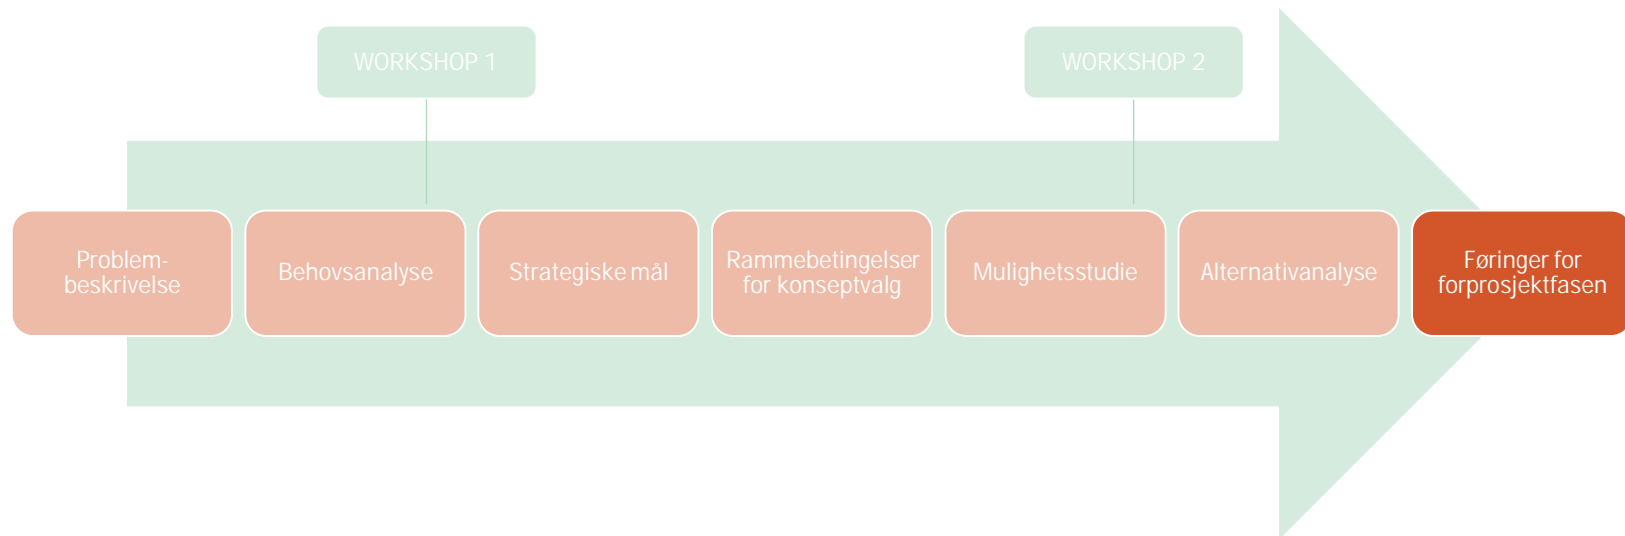 WORKSHOP 1
WORKSHOP 2
Problem-
beskrivelse
Behovsanalyse
Strategiske mål
Rammebetingelser
for konseptvalg
Mulighetsstudie
Alternativanalyse
Føringer for
forprosjektfasen